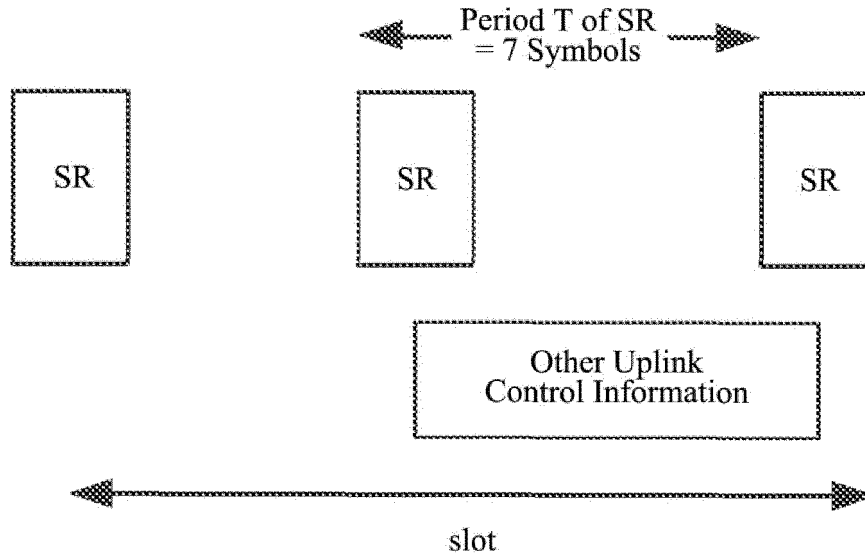 Period T of SR
= 7 Symbols
SR
SR
SR
Other Uplink
Control Information
slot